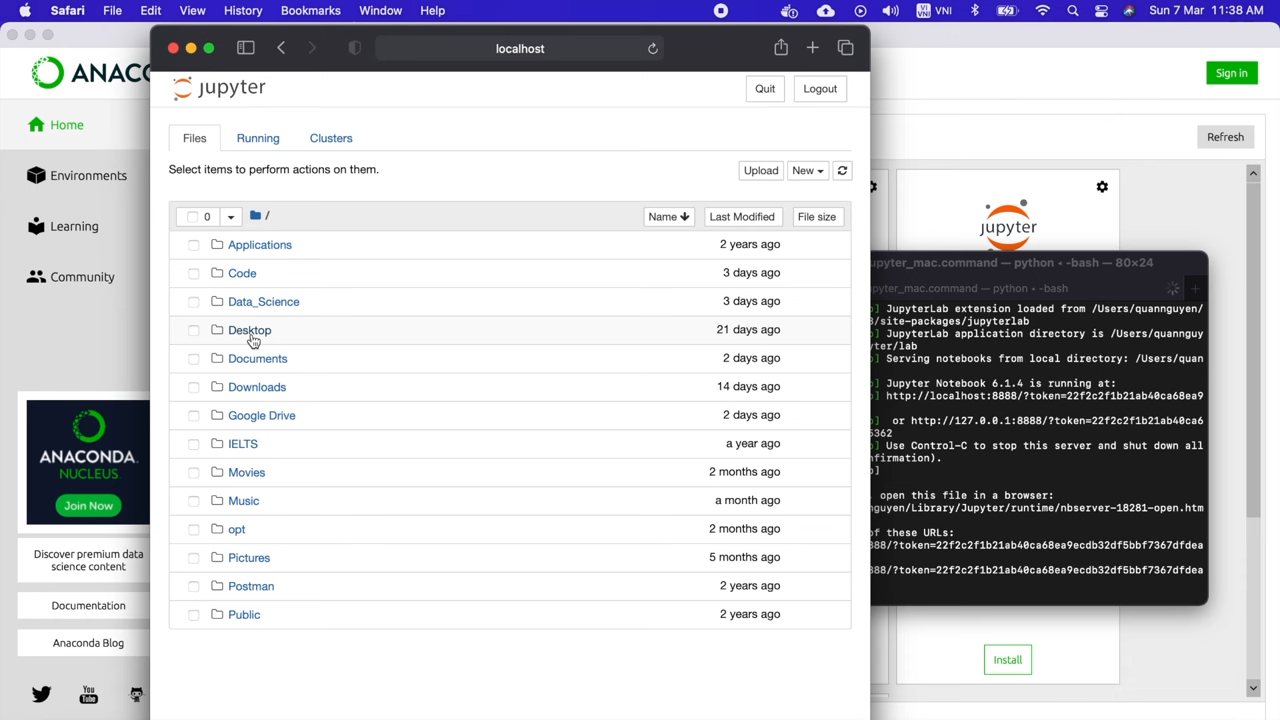 Safari File Edit View History Bookmarks Window Help
VI VNI VNI
Sun 7 Mar 11:38 AM
localhost
Sign in
Home
Environments
Learning
Community
ANACONDA.
NUCLEUS
Join Now
Discover premium data
science content
Documentation
Anaconda Blog
You Tube
jupyter
Quit
Logout
Files
Running
Clusters
Select items to perform actions on them.
Upload
New
0
/
Name
Last Modified
File size
Applications 2 years ago
Code 3 days ago
Data_Science 3 days ago
Desktop 21 days ago
Documents 2 days ago
Downloads 14 days ago
Google Drive 2 days ago
IELTS a year ago
Movies 2 months ago
Music a month ago
opt 2 months ago
Pictures 5 months ago
Postman 2 years ago
Public 2 years ago
Refresh
jupyter
upyter_mac.command — python • -bash — 80×24
pyter_mac.command — python • -bash
] JupyterLab extension loaded from /Users/quannguyen/
/site-packages/jupyterlab
] JupyterLab application directory is /Users/quannguy
yter/lab
] Serving notebooks from local directory: /Users/quan
] Jupyter Notebook 6.1.4 is running at:
] http://localhost:8888/?token=22f2c2f1b21ab40ca68ea9
] or http://127.0.0.1:8888/?token=22f2c2f1b21ab40ca6
5362
] Use Control-C to stop this server and shut down all
nfirmation).
]
, open this file in a browser:
nguyen/Library/Jupyter/runtime/nbserver-18281-open.htm
of these URLs:
888/?token=22f2c2f1b21ab40ca68ea9ecdb32df5bbf7367dfdea
888/?token=22f2c2f1b21ab40ca68ea9ecdb32df5bbf7367dfdea
Install